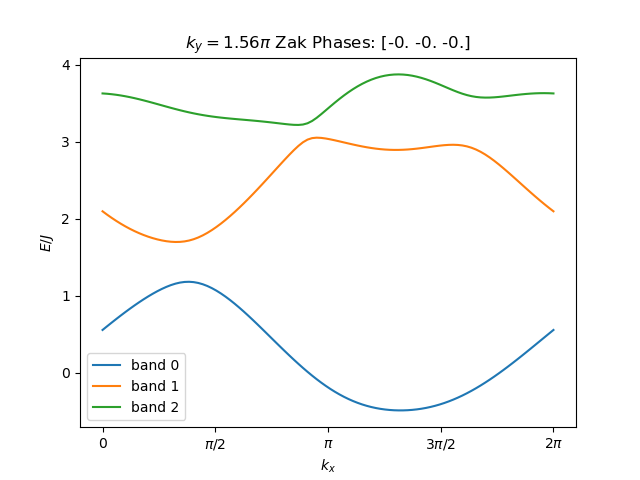 k_y = 1.56π Zak Phases: [-0. -0. -0.]
4
3
2
1
0
E/J
band 0
band 1
band 2
0 π/2 π 3π/2 2π
k_x